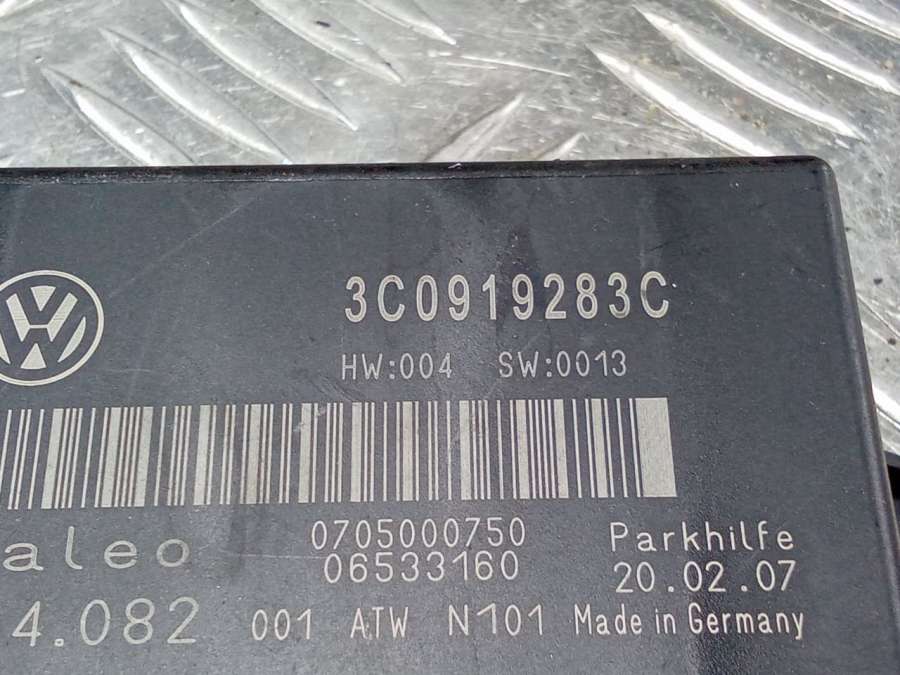 3C0919283C
HW:004 SW:0013
aleo 0705000750 Parkhilfe
06533160 20.02.07
4.082 001 ATW N101 Made in Germany